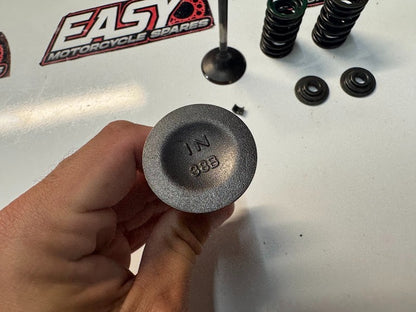 EASY
MOTORCYCLE SPARES
IN
38B